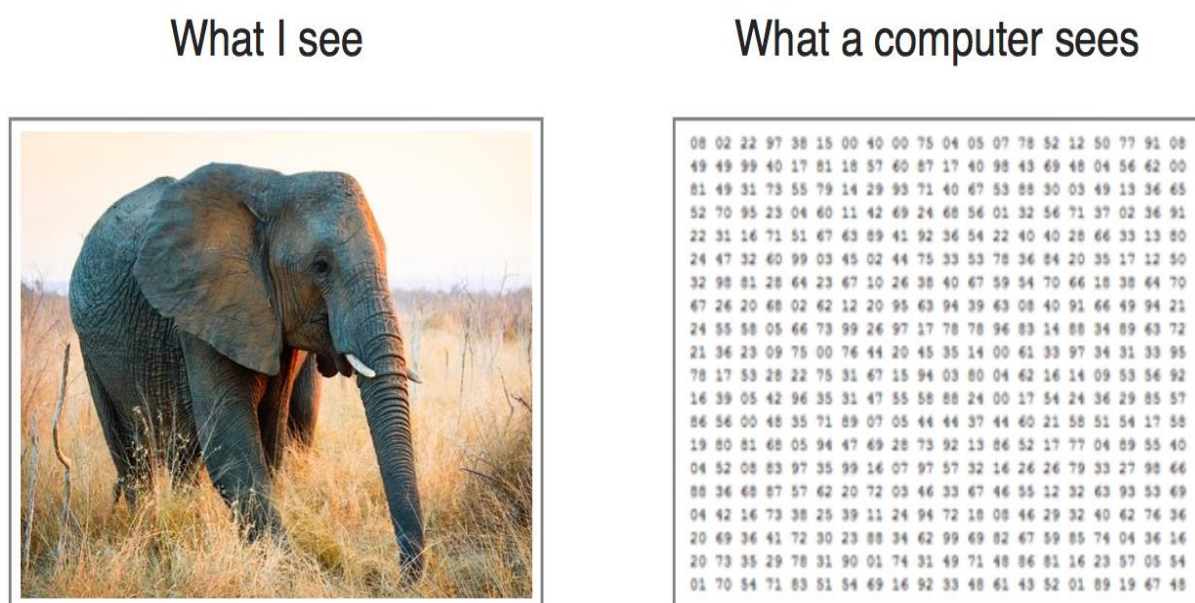 What I see
What a computer sees
08 02 22 97 38 15 00 40 00 75 04 05 07 78 52 12 50 77 91 08
49 49 99 40 17 81 18 57 60 87 17 40 98 43 69 48 04 56 62 00
81 49 31 73 55 79 14 29 93 71 40 67 53 88 30 03 49 13 36 65
52 70 95 23 04 60 11 42 69 24 68 56 01 32 56 71 37 02 36 91
22 31 16 71 51 67 63 89 41 92 36 54 22 40 40 28 66 33 13 80
24 47 32 60 99 03 45 02 44 75 33 53 78 36 84 20 35 17 12 50
32 98 81 28 64 23 67 10 26 38 40 67 59 54 70 66 18 38 64 70
67 26 20 68 02 62 12 20 95 63 94 39 63 08 40 91 66 49 94 21
24 55 58 05 66 73 99 26 97 17 78 78 96 83 14 88 34 89 63 72
21 36 23 09 75 00 76 44 20 45 35 14 00 61 33 97 34 31 33 95
78 17 53 28 22 75 31 67 15 94 03 80 04 62 16 14 09 53 56 92
16 39 05 42 96 35 31 47 55 58 88 24 00 17 54 24 36 29 85 57
86 56 00 48 35 71 89 07 05 44 44 37 44 60 21 58 51 54 17 58
19 80 81 68 05 94 47 69 28 73 92 13 86 52 17 77 04 89 55 40
04 52 08 83 97 35 99 16 07 97 57 32 16 26 26 79 33 27 98 66
88 36 68 87 57 62 20 72 03 46 33 67 46 55 12 32 63 93 53 69
04 42 16 73 38 25 39 11 24 94 72 18 08 46 29 32 40 62 76 36
20 69 36 41 72 30 23 88 34 62 99 69 82 67 59 85 74 04 36 16
20 73 35 29 78 31 90 01 74 31 49 71 48 86 81 16 23 57 05 54
01 70 54 71 83 51 54 69 16 92 33 48 61 43 52 01 89 19 67 48